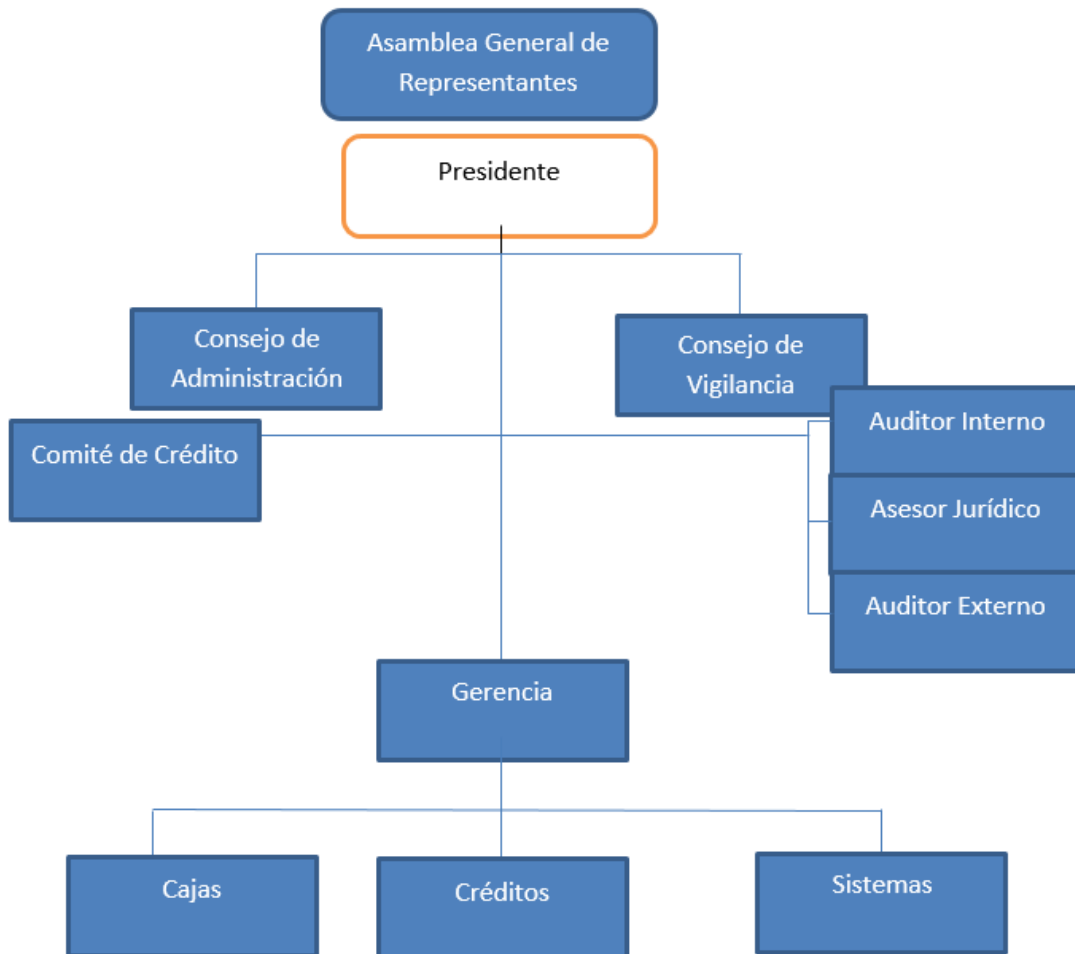 Asamblea General de
Representantes
Presidente
Consejo de
Administración
Consejo de
Vigilancia
Comité de Crédito
Auditor Interno
Asesor Jurídico
Auditor Externo
Gerencia
Cajas
Créditos
Sistemas